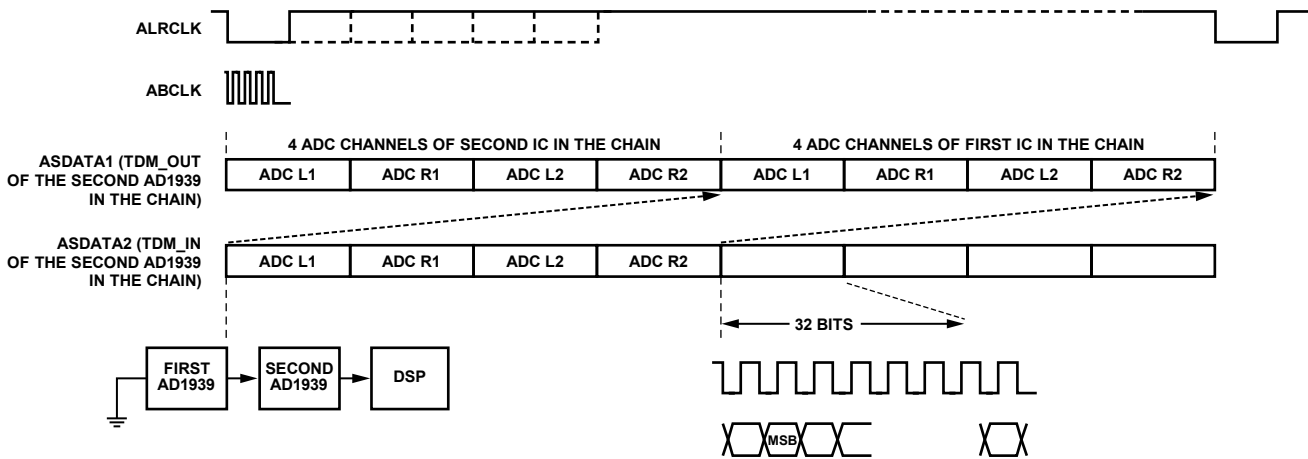 ALRCLK
ABCLK
4 ADC CHANNELS OF SECOND IC IN THE CHAIN
4 ADC CHANNELS OF FIRST IC IN THE CHAIN
ASDATA1 (TDM_OUT
OF THE SECOND AD1939
IN THE CHAIN)
ADC L1
ADC R1
ADC L2
ADC R2
ADC L1
ADC R1
ADC L2
ADC R2
ASDATA2 (TDM_IN
OF THE SECOND AD1939
IN THE CHAIN)
ADC L1
ADC R1
ADC L2
ADC R2
32 BITS
FIRST
AD1939
SECOND
AD1939
DSP
MSB